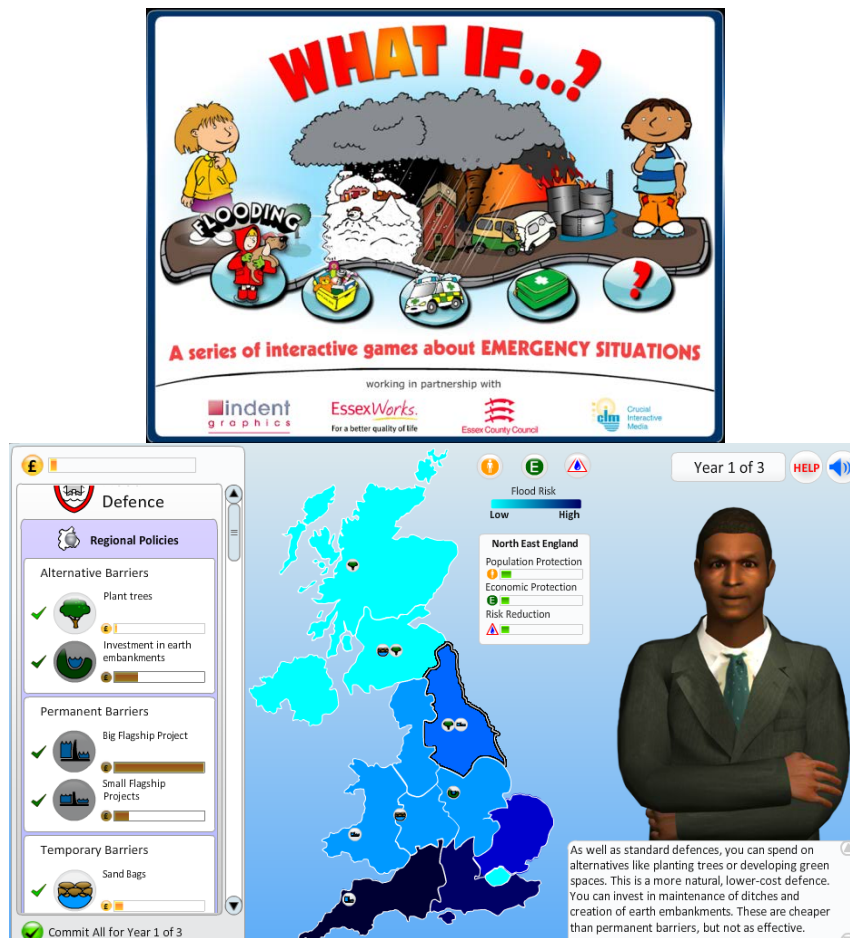 WHAT IF...?
FLOODING
?
A series of interactive games about EMERGENCY SITUATIONS
working in partnership with
indent
graphics
EssexWorks.
For a better quality of life
Essex County Council
clm
Crucial
Interactive
Media
£
Defence
Regional Policies
Alternative Barriers
Plant trees
£
Investment in earth
embankments
£
Permanent Barriers
Big Flagship Project
£
Small Flagship
Projects
£
Temporary Barriers
Sand Bags
£
Commit All for Year 1 of 3
E
Flood Risk
Low High
North East England
Population Protection
Economic Protection
E
Risk Reduction
Year 1 of 3
HELP
As well as standard defences, you can spend on
alternatives like planting trees or developing green
spaces. This is a more natural, lower-cost defence.
You can invest in maintenance of ditches and
creation of earth embankments. These are cheaper
than permanent barriers, but not as effective.